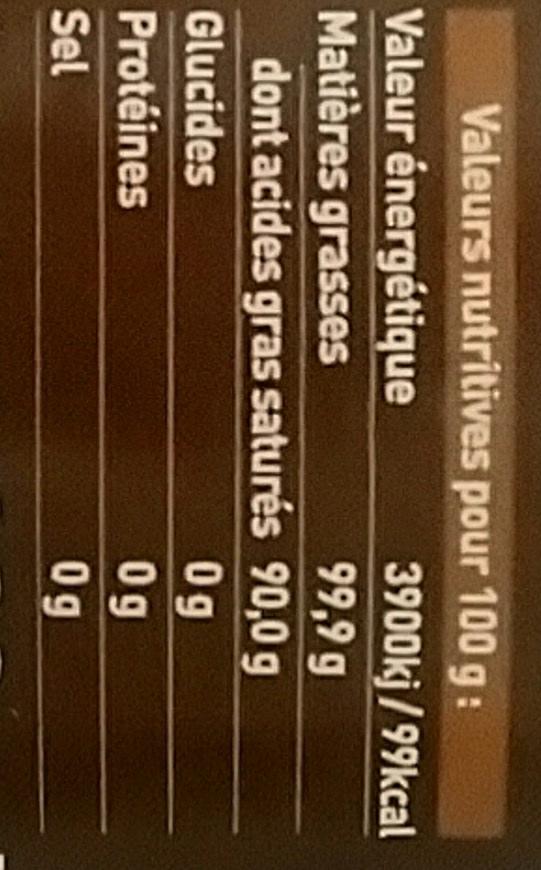 Valeurs nutritives pour 100 g :
Valeur énergétique 3900kj / 99kcal
Matières grasses 99,9 g
dont acides gras saturés 90,0 g
Glucides 0 g
Protéines 0 g
Sel 0 g